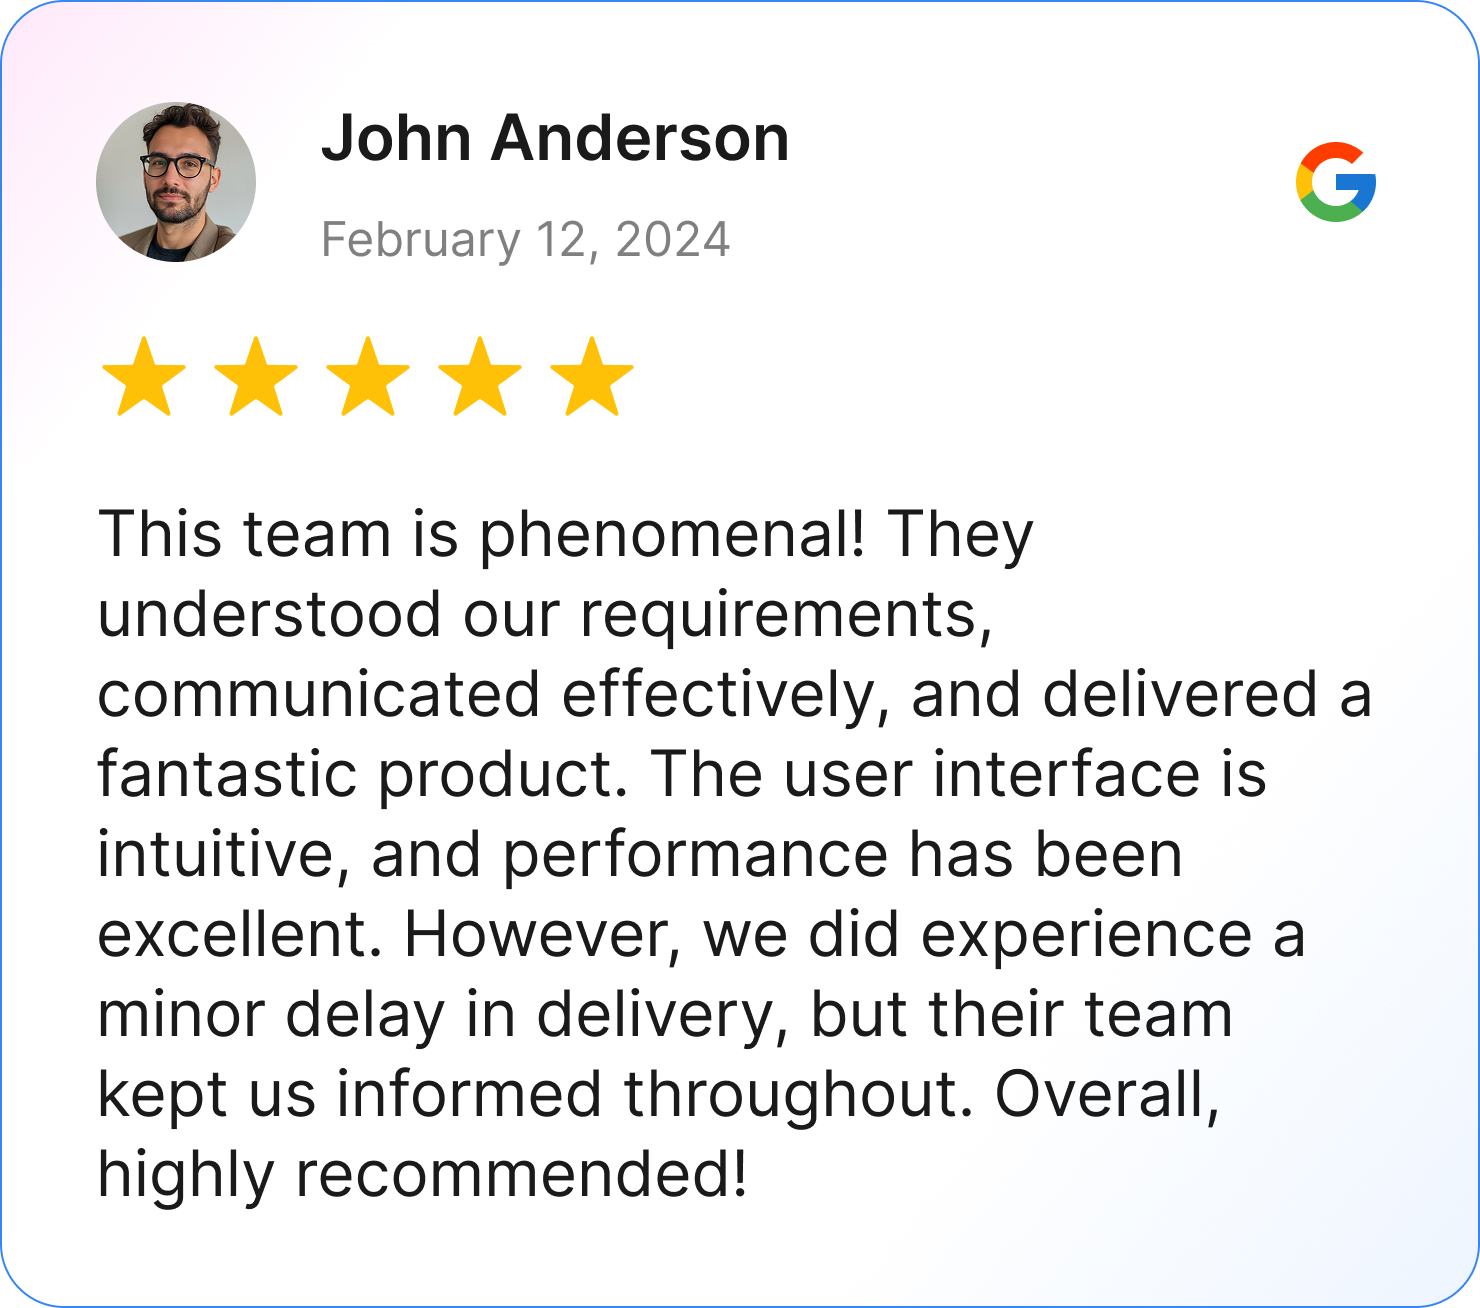 John Anderson
February 12, 2024
This team is phenomenal! They
understood our requirements,
communicated effectively, and delivered a
fantastic product. The user interface is
intuitive, and performance has been
excellent. However, we did experience a
minor delay in delivery, but their team
kept us informed throughout. Overall,
highly recommended!